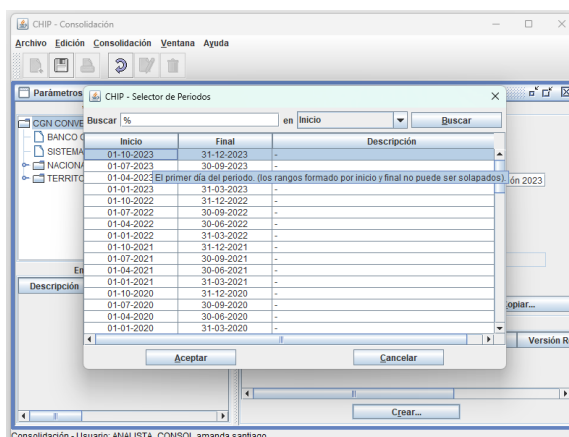 CHIP - Consolidación
Archivo Edición Consolidación Ventana Ayuda
Parámetros
CHIP - Selector de Periodos
Buscar % en Inicio Buscar
Inicio Final Descripción
01-10-2023 31-12-2023 -
01-07-2023 30-09-2023 -
01-04-2023
El primer día del periodo. (los rangos formado por inicio y final no puede ser solapados).
01-01-2023 31-03-2023 -
01-10-2022 31-12-2022 -
01-07-2022 30-09-2022 -
01-04-2022 30-06-2022 -
01-01-2022 31-03-2022 -
01-10-2021 31-12-2021 -
01-07-2021 30-09-2021 -
01-04-2021 30-06-2021 -
01-01-2021 31-03-2021 -
01-10-2020 31-12-2020 -
01-07-2020 30-09-2020 -
01-04-2020 30-06-2020 -
01-01-2020 31-03-2020 -
Aceptar Cancelar
CGN CONVE
BANCO
SISTEMA
NACIONA
TERRITO
ón 2023
En
Descripción
opiar...
Versión R
Crear...
Consolidación - Usuario: ANALISTA_CONSOL amanda santiago